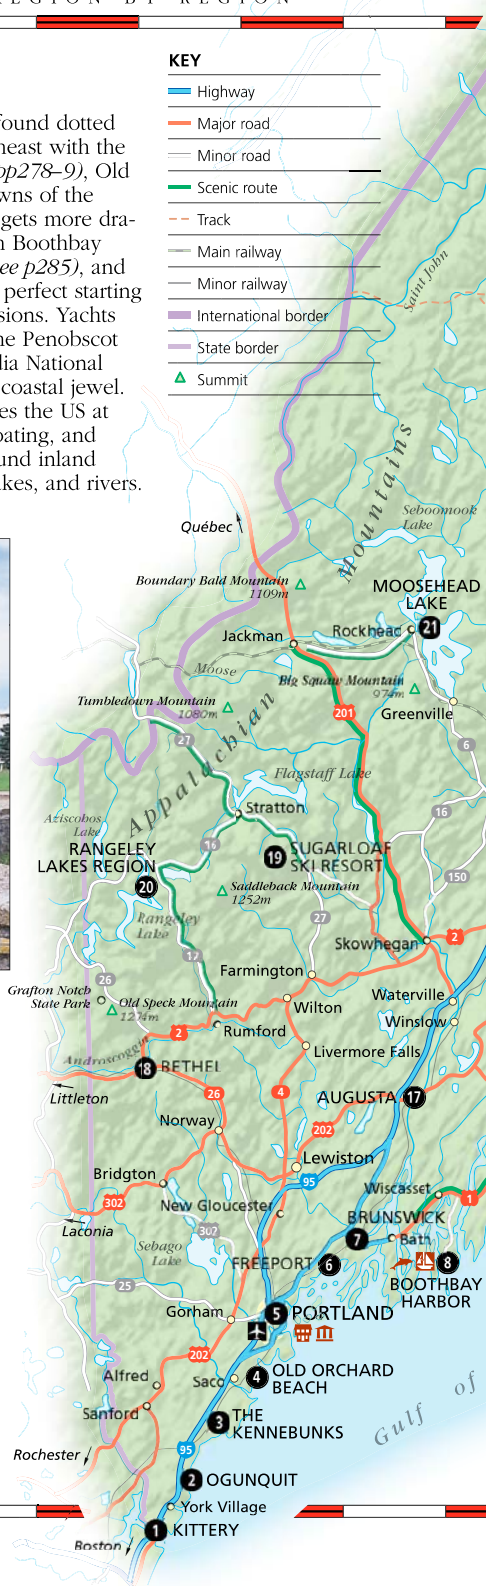 EGION BY REGION
found dotted
heast with the
pp278–9), Old
wns of the
gets more dra-
n Boothbay
ee p285), and
perfect starting
sions. Yachts
he Penobscot
dia National
coastal jewel.
es the US at
oating, and
und inland
akes, and rivers.
KEY
Highway
Major road
Minor road
Scenic route
Track
Main railway
Minor railway
International border
State border
Summit
Saint John
Mountains
Seboomook
Lake
Québec
Boundary Bald Mountain
1109m
MOOSEHEAD
LAKE
21
Rockhead
Jackman
Moose
Big Squaw Mountain
974m
Tumbledown Mountain
1080m
201
Greenville
27
6
Appalachian
Flagstaff Lake
Stratton
16
Aziscobos
Lake
16
RANGELEY
LAKES REGION
20
19
SUGARLOAF
SKI RESORT
150
Saddleback Mountain
1252m
Rangeley
Lake
27
Skowhegan
2
17
Farmington
26
Grafton Notch
State Park
Old Speck Mountain
1274m
Waterville
Wilton
Winslow
2
Rumford
Androscoggin
Livermore Falls
18
BETHEL
Littleton
26
4
AUGUSTA
17
Norway
202
Lewiston
Bridgton
95
Wiscasset
302
New Gloucester
1
BRUNSWICK
Laconia
302
7
Bath
Sebago
Lake
FREEPORT
6
8
BOOTHBAY
HARBOR
25
Gorham
5
PORTLAND
202
Alfred
Saco
4
OLD ORCHARD
BEACH
Sanford
3
THE
KENNEBUNKS
Gulf of
Rochester
95
2
OGUNQUIT
York Village
1
KITTERY
Boston